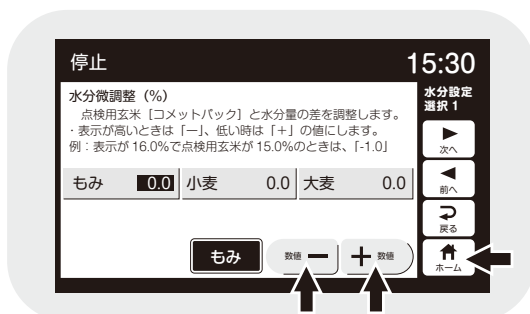 停止 15:30
水分微調整（％）
点検用玄米［コメットパック］と水分量の差を調整します。
・表示が高いときは「ー」、低い時は「＋」の値にします。
例：表示が 16.0％で点検用玄米が 15.0％のときは、「-1.0」
もみ 0.0 小麦 0.0 大麦 0.0
もみ 数値 － ＋ 数値
水分設定
選択 1
次へ
前へ
戻る
ホーム